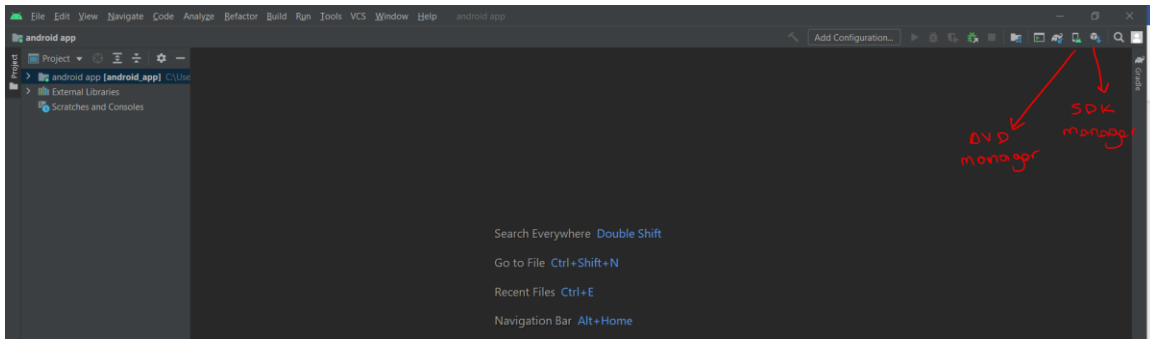 File Edit View Navigate Code Analyze Refactor Build Run Tools VCS Window Help android app
android app
Add Configuration...
Project
Project
android app [android_app] C:\Use
External Libraries
Scratches and Consoles
Gradle
SDK
manager
AVD
manager
Search Everywhere Double Shift
Go to File Ctrl+Shift+N
Recent Files Ctrl+E
Navigation Bar Alt+Home